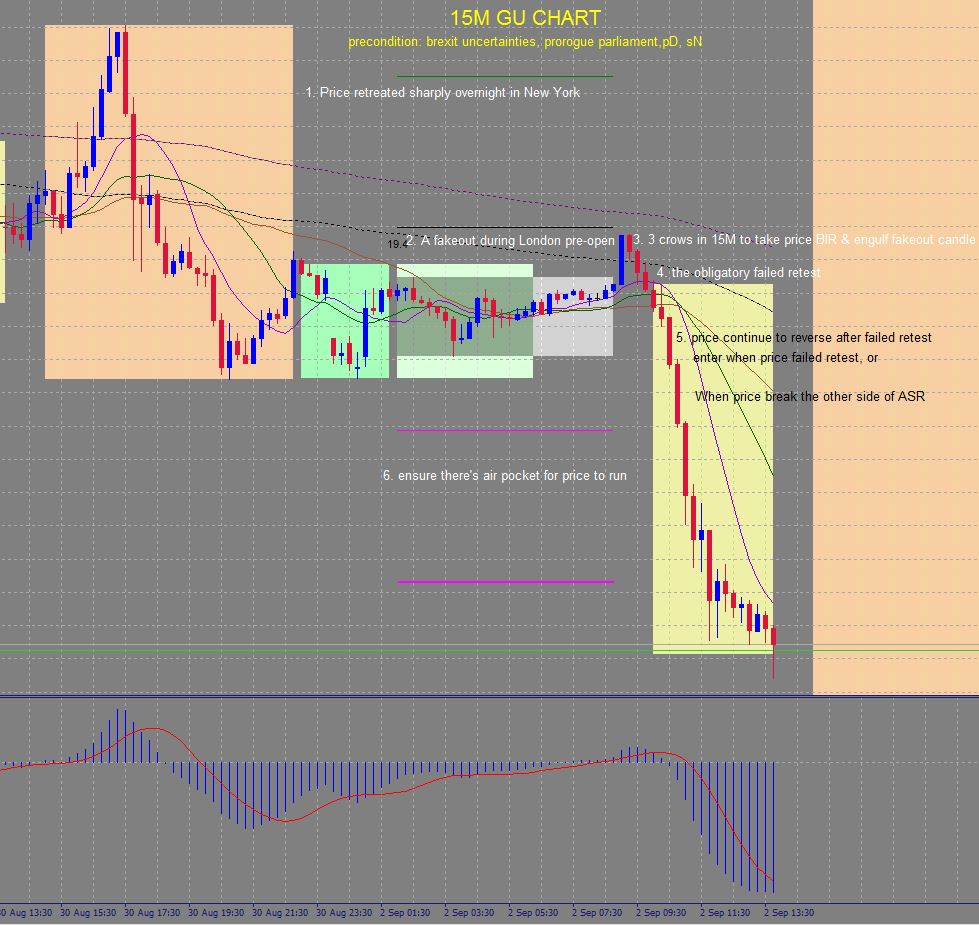 15M GU CHART
precondition: brexit uncertainties, prorogue parliament,pD, sN
1. Price retreated sharply overnight in New York
19.4
2. A fakeout during London pre-open
3. 3 crows in 15M to take price BIR & engulf fakeout candle
4. the obligatory failed retest
5. price continue to reverse after failed retest
enter when price failed retest, or
When price break the other side of ASR
6. ensure there's air pocket for price to run
30 Aug 13:30 30 Aug 15:30 30 Aug 17:30 30 Aug 19:30 30 Aug 21:30 30 Aug 23:30 2 Sep 01:30 2 Sep 03:30 2 Sep 05:30 2 Sep 07:30 2 Sep 09:30 2 Sep 11:30 2 Sep 13:30